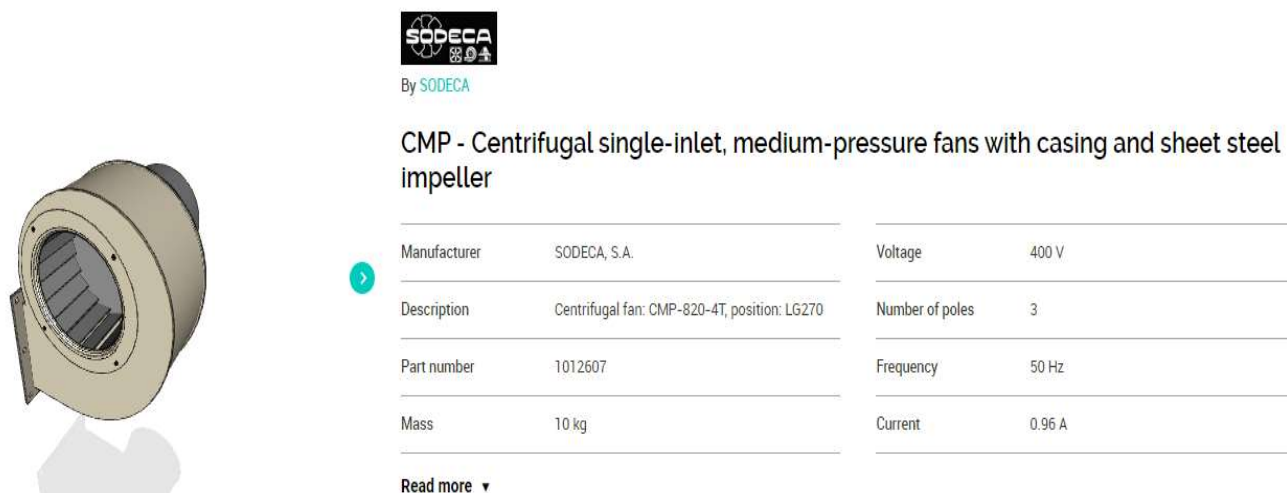 SODECA
By SODECA
CMP - Centrifugal single-inlet, medium-pressure fans with casing and sheet steel
impeller
Manufacturer SODECA, S.A.
Voltage 400 V
Description Centrifugal fan: CMP-820-4T, position: LG270
Number of poles 3
Part number 1012607
Frequency 50 Hz
Mass 10 kg
Current 0.96 A
Read more ▼